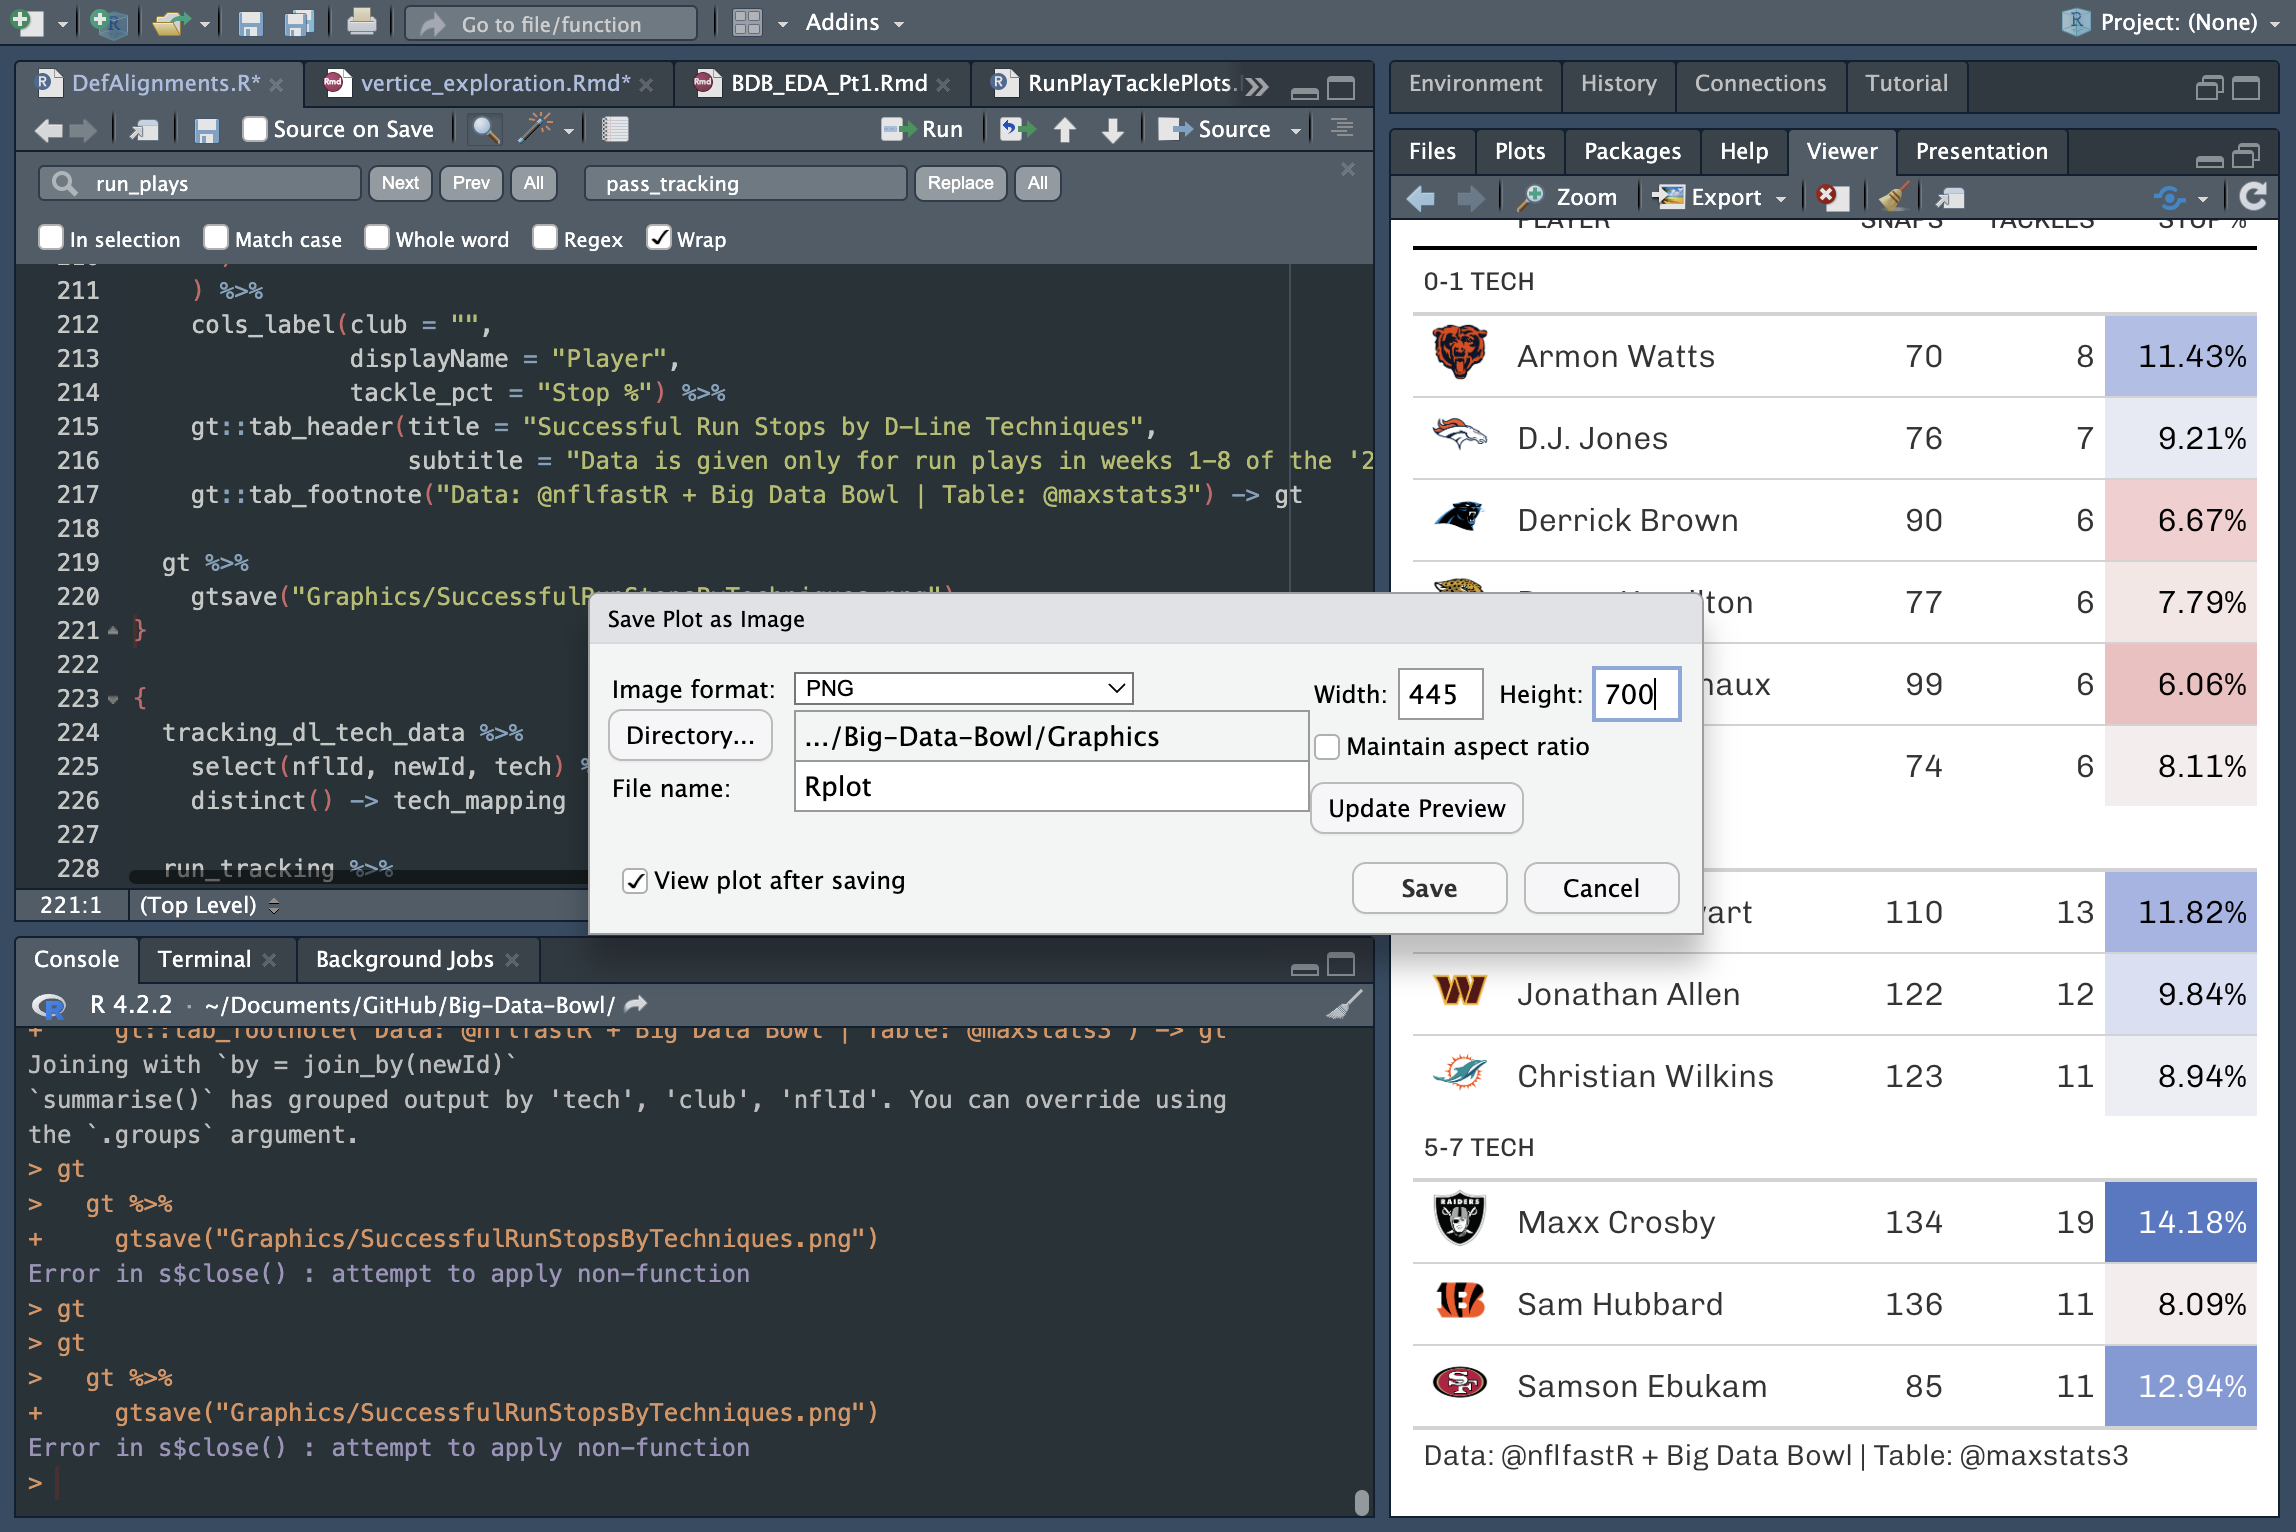 Go to file/function
Addins
Project: (None)
DefAlignments.R*
vertice_exploration.Rmd*
BDB_EDA_Pt1.Rmd
RunPlayTacklePlots.
Source on Save
Run
Source
run_plays
Next
Prev
All
pass_tracking
Replace
All
In selection
Match case
Whole word
Regex
Wrap
211 ) %>%
212 cols_label(club = "",
213 displayName = "Player",
214 tackle_pct = "Stop %") %>%
215 gt::tab_header(title = "Successful Run Stops by D-Line Techniques",
216 subtitle = "Data is given only for run plays in weeks 1-8 of the '2
217 gt::tab_footnote("Data: @nflfastR + Big Data Bowl | Table: @maxstats3") -> gt
218
219 gt %>%
220 gtsave("Graphics/SuccessfulRunStopsByTechniques.png")
221 }
222
223 {
224 tracking_dl_tech_data %>%
225 select(nflId, newId, tech) %
226 distinct() -> tech_mapping
227
228 run_tracking %>%
221:1 (Top Level)
Console
Terminal
Background Jobs
R 4.2.2 · ~/Documents/GitHub/Big-Data-Bowl/
+ gt::tab_footnote("Data: @nflfastR + Big Data Bowl | Table: @maxstats3") -> gt
Joining with `by = join_by(newId)`
`summarise()` has grouped output by 'tech', 'club', 'nflId'. You can override using
the `.groups` argument.
> gt
> gt %>%
+ gtsave("Graphics/SuccessfulRunStopsByTechniques.png")
Error in s$close() : attempt to apply non-function
> gt
> gt
> gt %>%
+ gtsave("Graphics/SuccessfulRunStopsByTechniques.png")
Error in s$close() : attempt to apply non-function
>
Save Plot as Image
Image format: PNG
Width: 445 Height: 700
Directory... .../Big-Data-Bowl/Graphics
Maintain aspect ratio
File name: Rplot
Update Preview
View plot after saving
Save
Cancel
Environment
History
Connections
Tutorial
Files
Plots
Packages
Help
Viewer
Presentation
Zoom
Export
PLAYER SNAPS TACKLES STOP %
0-1 TECH
Armon Watts 70 8 11.43%
D.J. Jones 76 7 9.21%
Derrick Brown 90 6 6.67%
ilton 77 6 7.79%
naux 99 6 6.06%
74 6 8.11%
art 110 13 11.82%
Jonathan Allen 122 12 9.84%
Christian Wilkins 123 11 8.94%
5-7 TECH
RAIDERS
Maxx Crosby 134 19 14.18%
Sam Hubbard 136 11 8.09%
Samson Ebukam 85 11 12.94%
Data: @nflfastR + Big Data Bowl | Table: @maxstats3